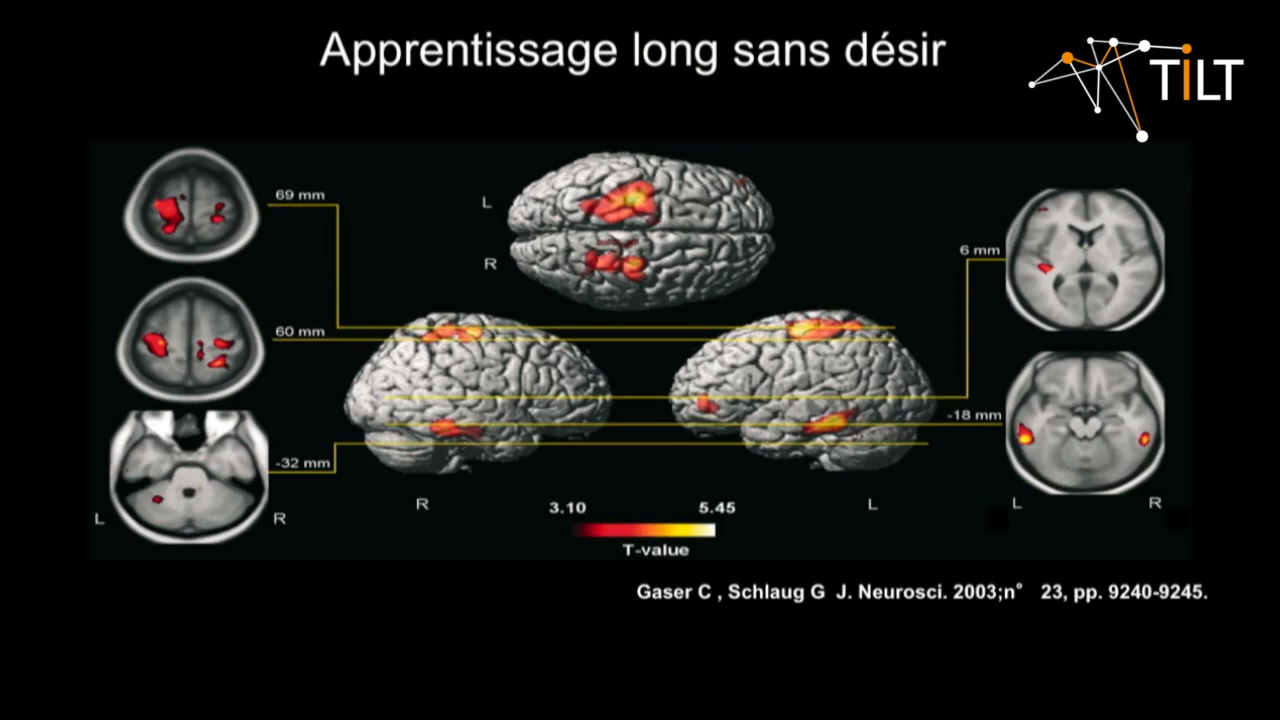 Apprentissage long sans désir
TiLT
69 mm
L
R
6 mm
60 mm
-18 mm
-32 mm
L
R
R
3.10
5.45
L
L
R
T-value
Gaser C , Schlaug G J. Neurosci. 2003;n° 23, pp. 9240-9245.